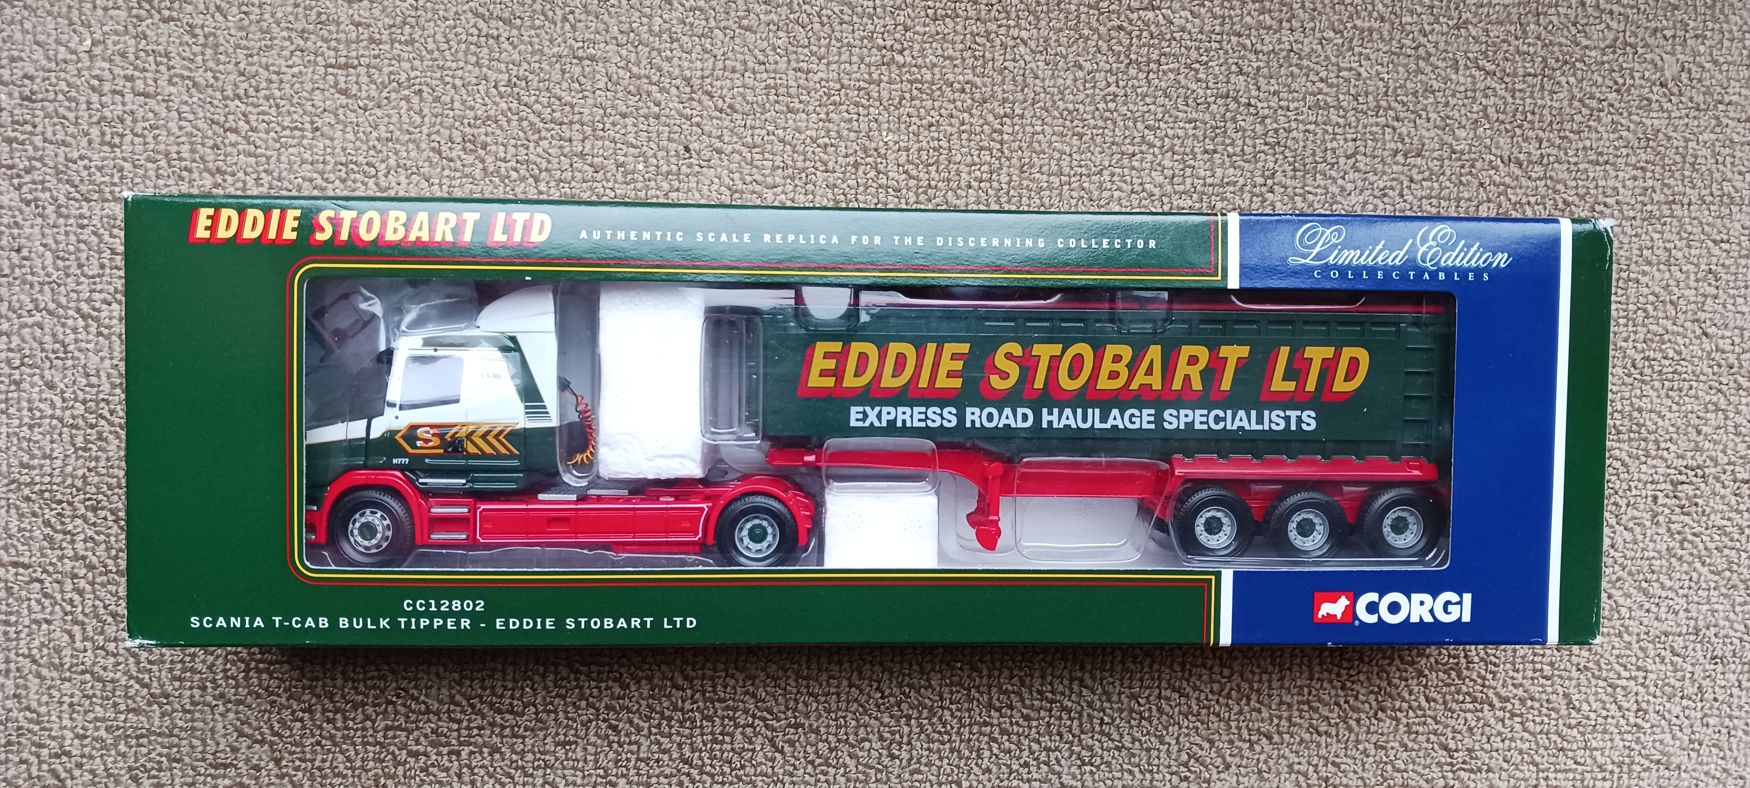 EDDIE STOBART LTD
AUTHENTIC SCALE REPLICA FOR THE DISCERNING COLLECTOR
Limited Edition
COLLECTABLES
EDDIE STOBART LTD
EXPRESS ROAD HAULAGE SPECIALISTS
S
H777
CC12802
SCANIA T-CAB BULK TIPPER - EDDIE STOBART LTD
CORGI